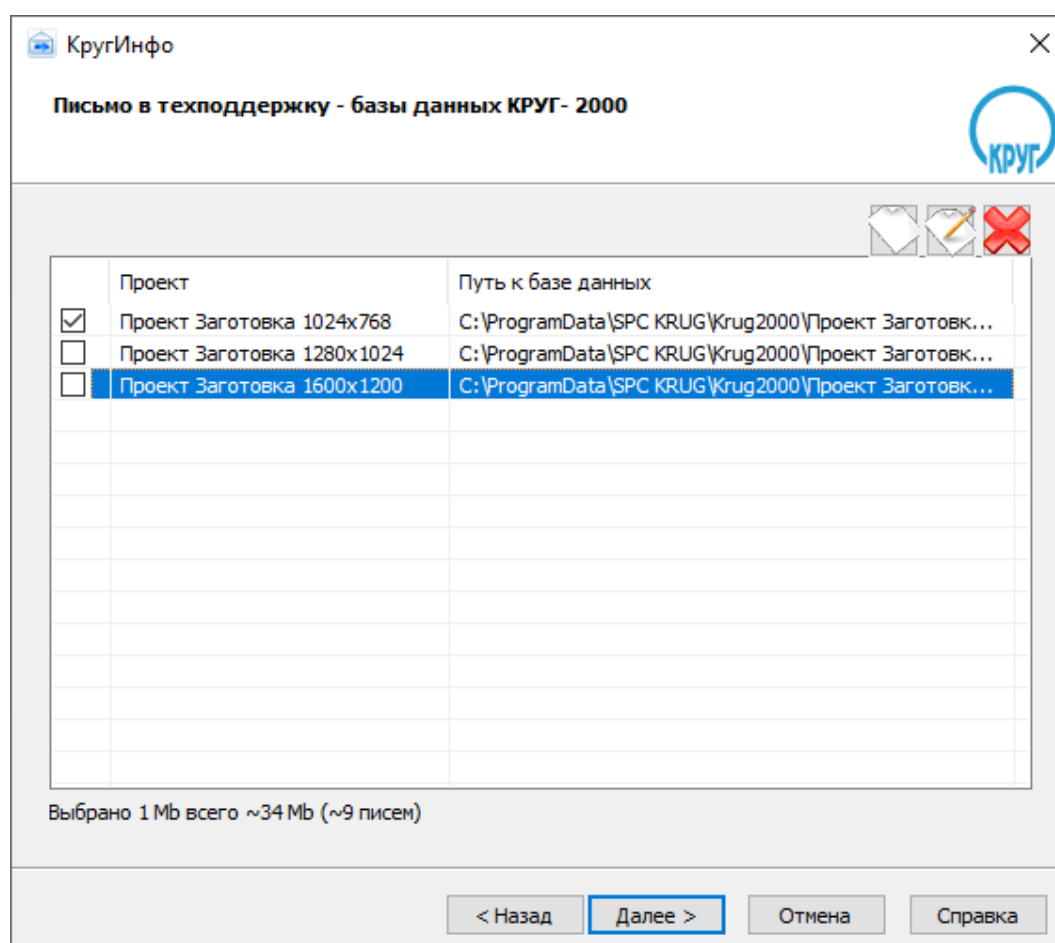 КругИнфо
Письмо в техподдержку - базы данных КРУГ- 2000
КРУГ
Проект Путь к базе данных
Проект Заготовка 1024x768 C:\ProgramData\SPC KRUG\Krug2000\Проект Заготовк...
Проект Заготовка 1280x1024 C:\ProgramData\SPC KRUG\Krug2000\Проект Заготовк...
Проект Заготовка 1600x1200 C:\ProgramData\SPC KRUG\Krug2000\Проект Заготовк...
Выбрано 1 Mb всего ~34 Mb (~9 писем)
< Назад Далее > Отмена Справка